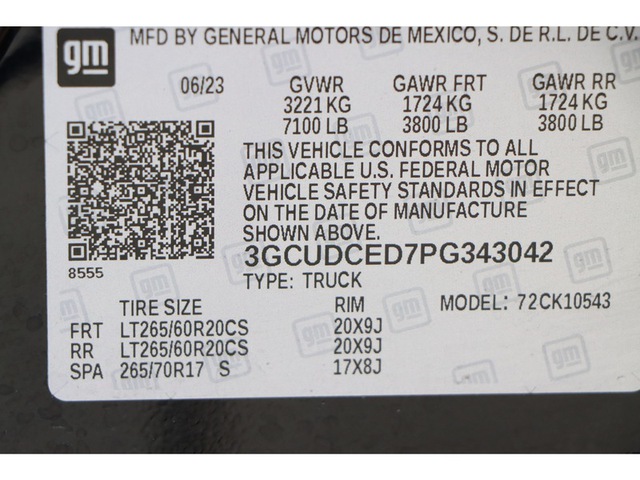 gm
MFD BY GENERAL MOTORS DE MEXICO, S. DE R.L. DE C.V.
06/23 GVWR GAWR FRT GAWR RR
3221 KG 1724 KG 1724 KG
7100 LB 3800 LB 3800 LB
THIS VEHICLE CONFORMS TO ALL
APPLICABLE U.S. FEDERAL MOTOR
VEHICLE SAFETY STANDARDS IN EFFECT
ON THE DATE OF MANUFACTURE
SHOWN ABOVE.
8555
3GCUDCED7PG343042
TYPE: TRUCK
TIRE SIZE RIM MODEL: 72CK10543
FRT LT265/60R20CS 20X9J
RR LT265/60R20CS 20X9J
SPA 265/70R17 S 17X8J